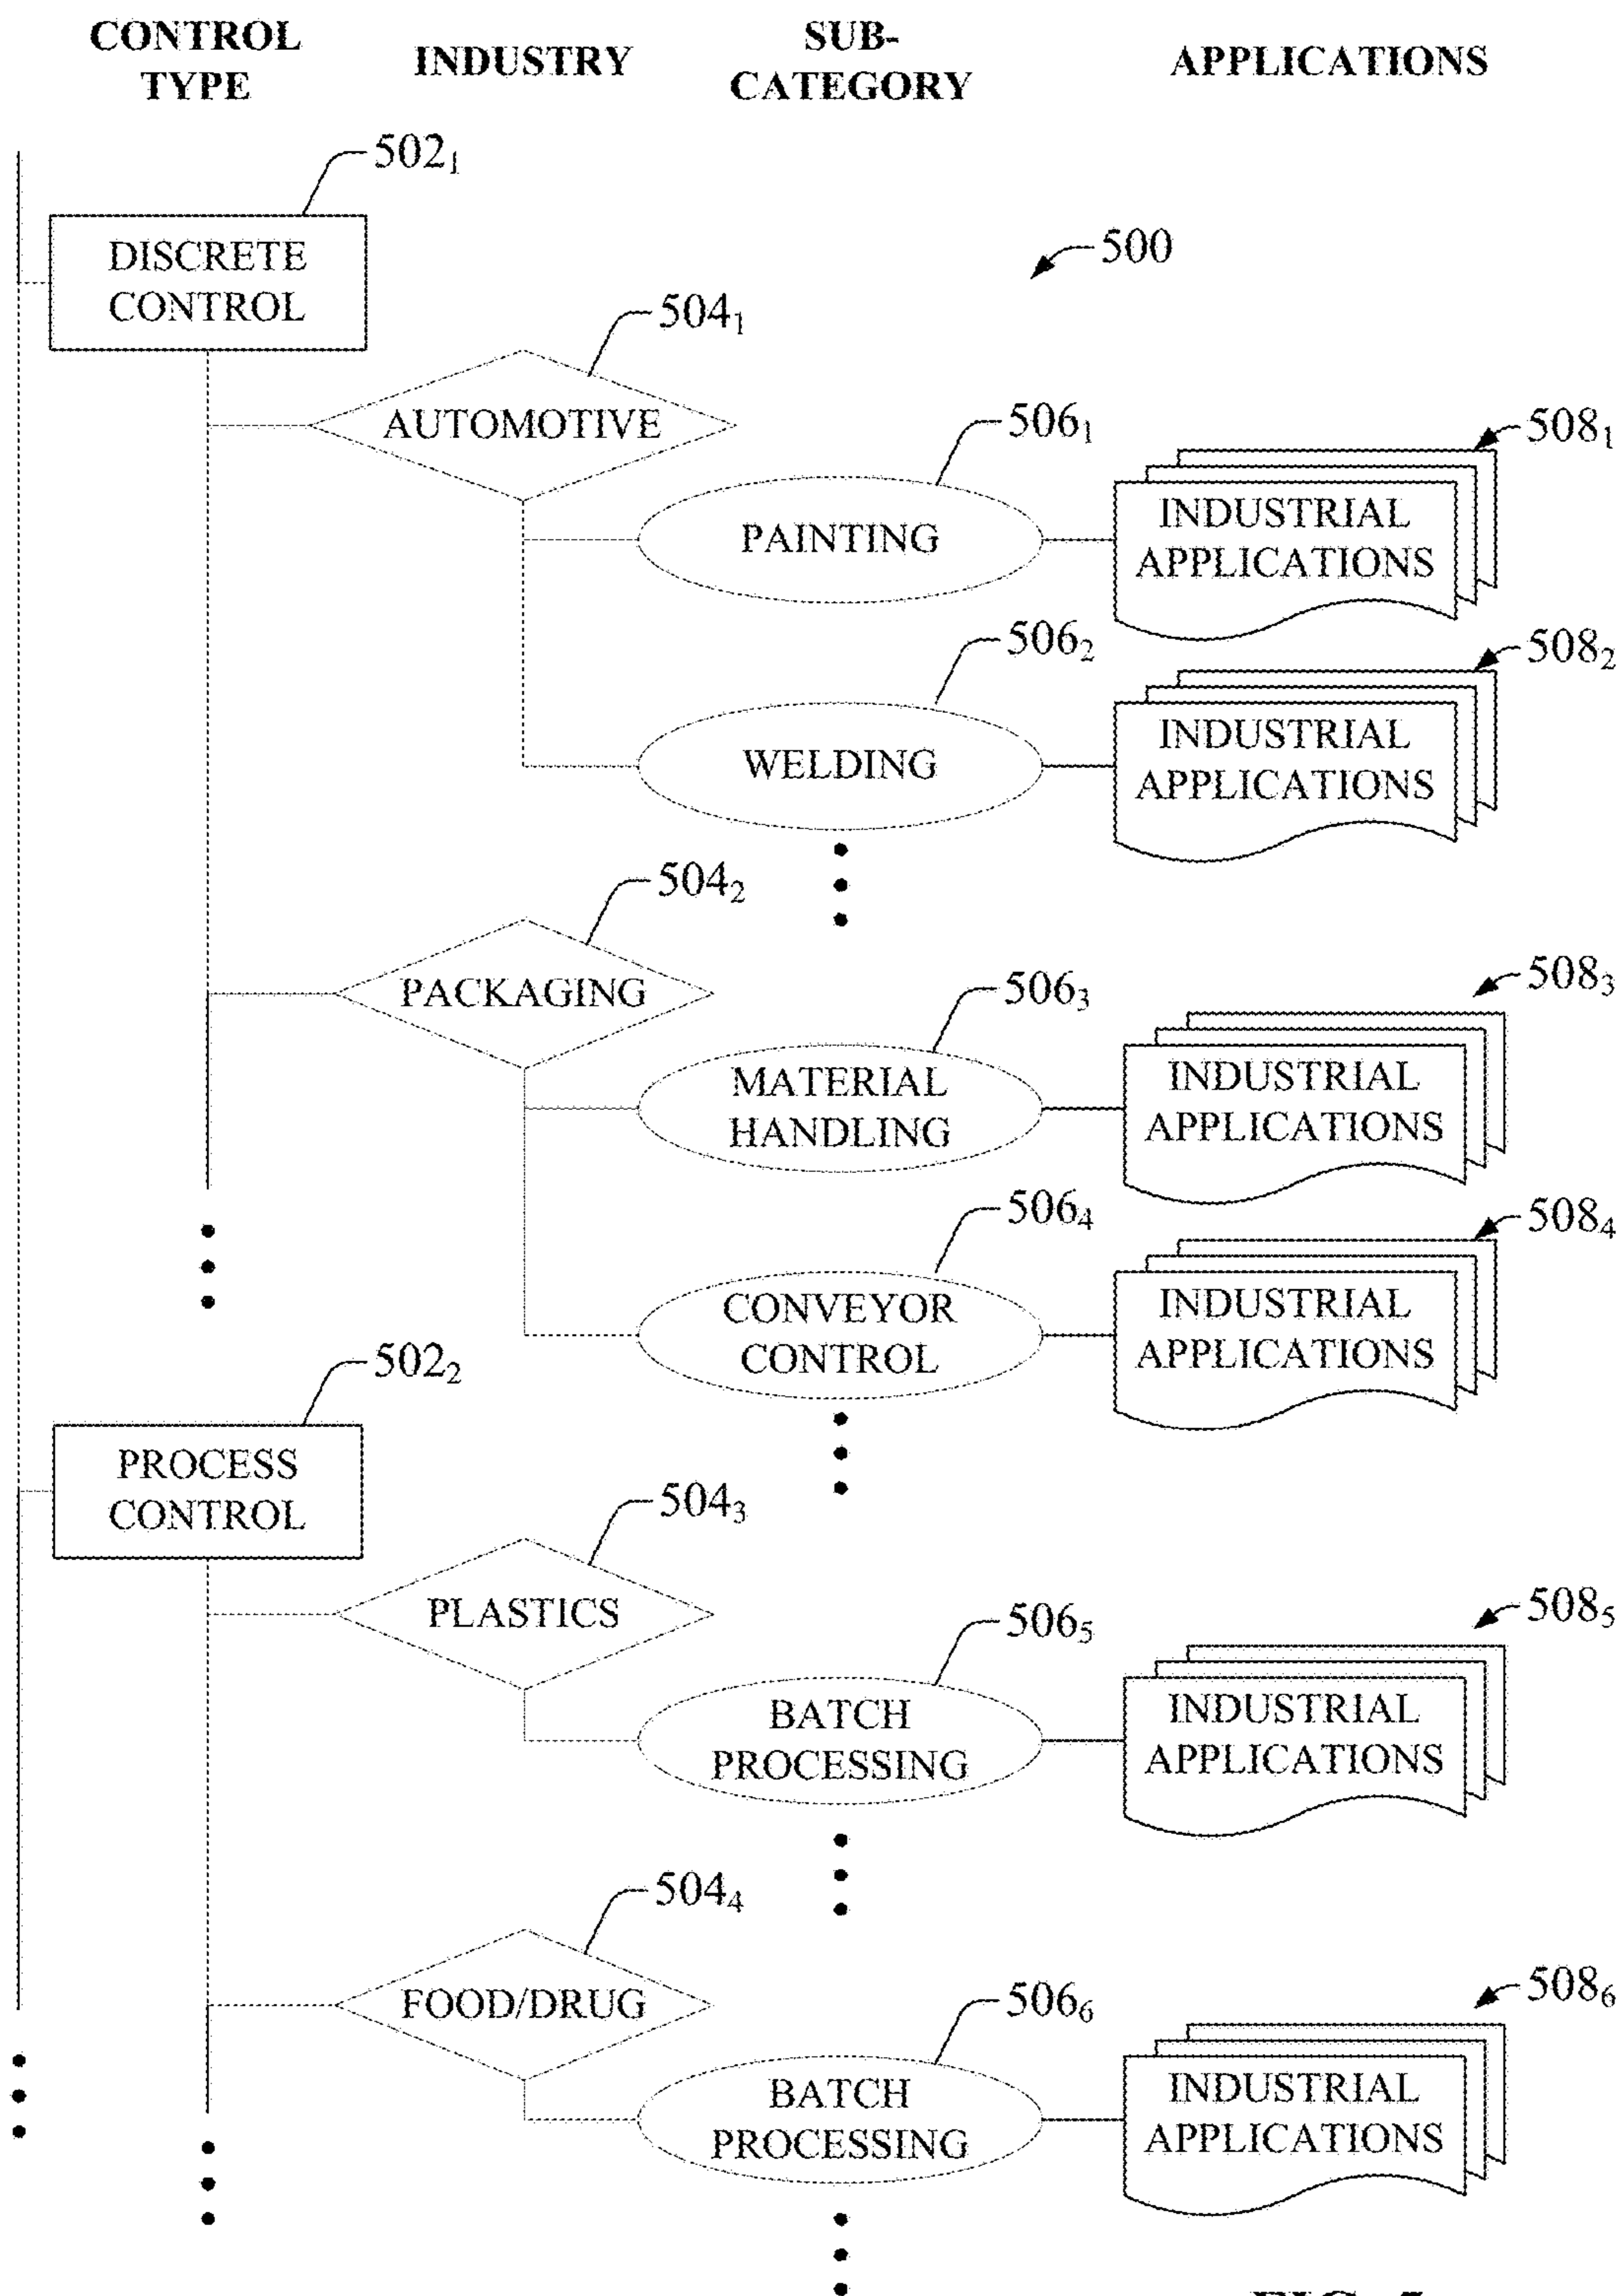 CONTROL
TYPE
INDUSTRY
SUB-
CATEGORY
APPLICATIONS
502₁
DISCRETE
CONTROL
500
504₁
AUTOMOTIVE
506₁
PAINTING
508₁
INDUSTRIAL
APPLICATIONS
506₂
WELDING
508₂
INDUSTRIAL
APPLICATIONS
504₂
PACKAGING
506₃
MATERIAL
HANDLING
508₃
INDUSTRIAL
APPLICATIONS
506₄
CONVEYOR
CONTROL
508₄
INDUSTRIAL
APPLICATIONS
502₂
PROCESS
CONTROL
504₃
PLASTICS
506₅
BATCH
PROCESSING
508₅
INDUSTRIAL
APPLICATIONS
504₄
FOOD/DRUG
506₆
BATCH
PROCESSING
508₆
INDUSTRIAL
APPLICATIONS